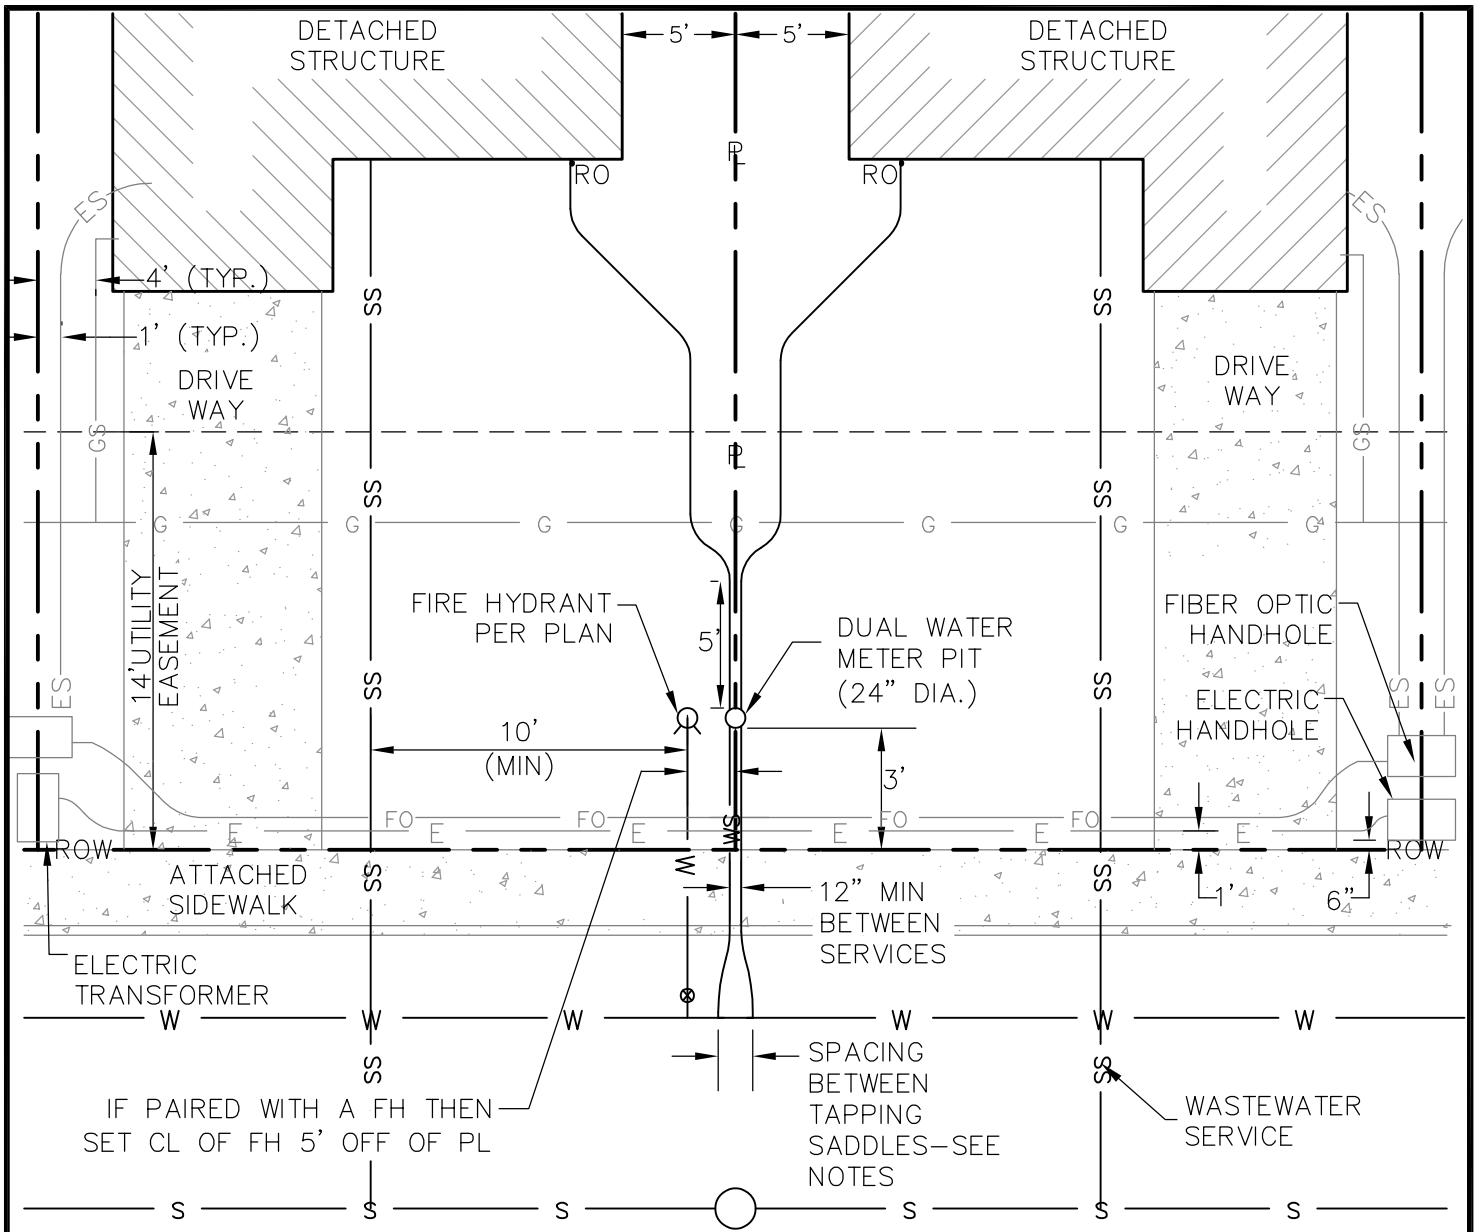 DETACHED
STRUCTURE
5'
5'
DETACHED
STRUCTURE
PL
RO
RO
ES
ES
4' (TYP.)
SS
SS
1' (TYP.)
DRIVE
WAY
DRIVE
WAY
GS
GS
PL
SS
SS
G
G
G
G
G
G
G
14' UTILITY
EASEMENT
FIRE HYDRANT
PER PLAN
5'
DUAL WATER
METER PIT
(24" DIA.)
FIBER OPTIC
HANDHOLE
ES
SS
SS
ES
ES
ELECTRIC
HANDHOLE
10'
(MIN)
3'
FO
FO
FO
FO
E
E
E
WS
E
E
E
ROW
ROW
W
ATTACHED
SIDEWALK
SS
SS
12" MIN
BETWEEN
SERVICES
1'
6"
ELECTRIC
TRANSFORMER
W
W
W
W
W
W
SS
SS
SPACING
BETWEEN
TAPPING
SADDLES-SEE
NOTES
IF PAIRED WITH A FH THEN
SET CL OF FH 5' OFF OF PL
WASTEWATER
SERVICE
S
S
S
S
S
S